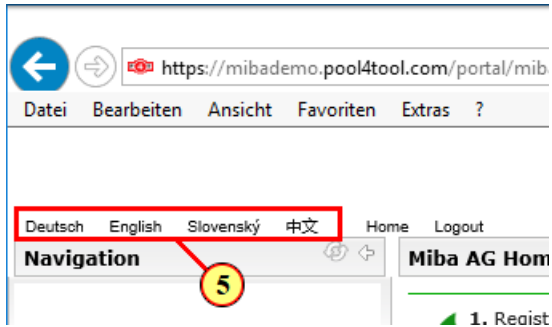 https://mibademo.pool4tool.com/portal/mib
Datei Bearbeiten Ansicht Favoriten Extras ?
Deutsch English Slovenský 中文 Home Logout
Navigation Miba AG Hom
5
1. Regist